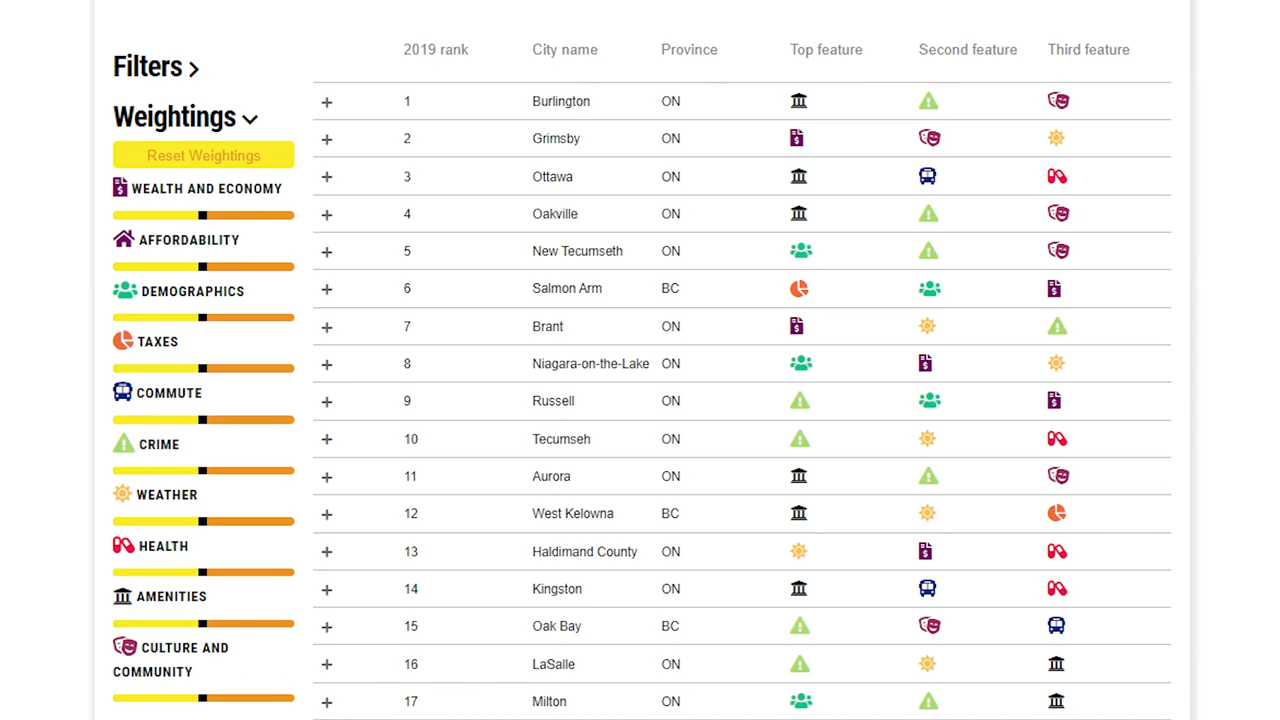 Filters
Weightings
Reset Weightings
WEALTH AND ECONOMY
AFFORDABILITY
DEMOGRAPHICS
TAXES
COMMUTE
CRIME
WEATHER
HEALTH
AMENITIES
CULTURE AND
COMMUNITY
2019 rank City name Province Top feature Second feature Third feature
+ 1 Burlington ON
+ 2 Grimsby ON
+ 3 Ottawa ON
+ 4 Oakville ON
+ 5 New Tecumseth ON
+ 6 Salmon Arm BC
+ 7 Brant ON
+ 8 Niagara-on-the-Lake ON
+ 9 Russell ON
+ 10 Tecumseh ON
+ 11 Aurora ON
+ 12 West Kelowna BC
+ 13 Haldimand County ON
+ 14 Kingston ON
+ 15 Oak Bay BC
+ 16 LaSalle ON
+ 17 Milton ON